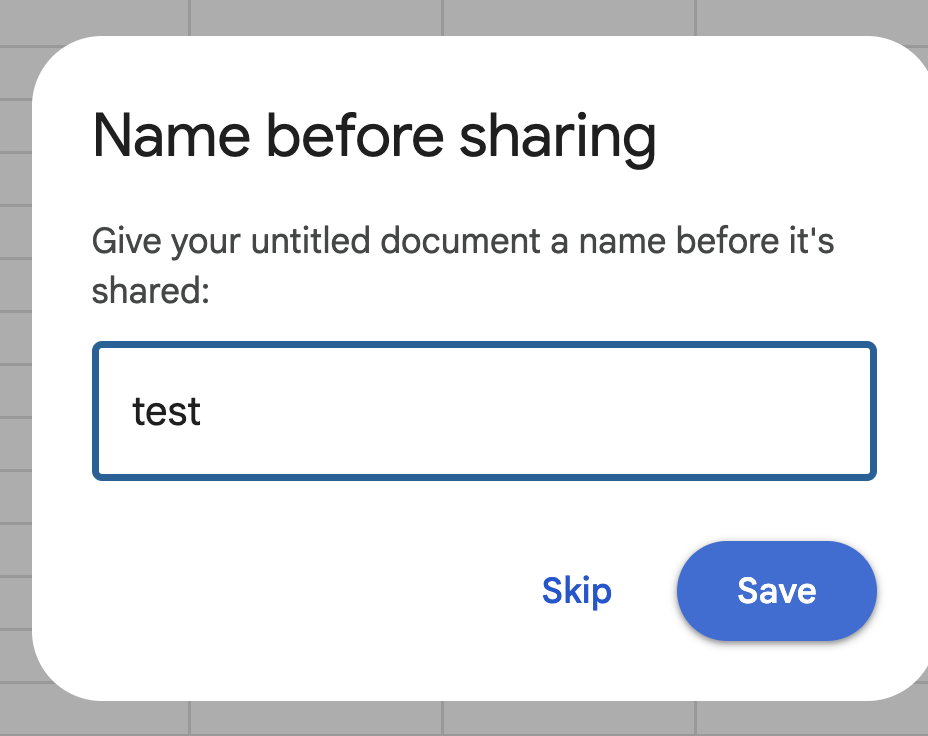 Name before sharing
Give your untitled document a name before it's
shared:
test
Skip
Save